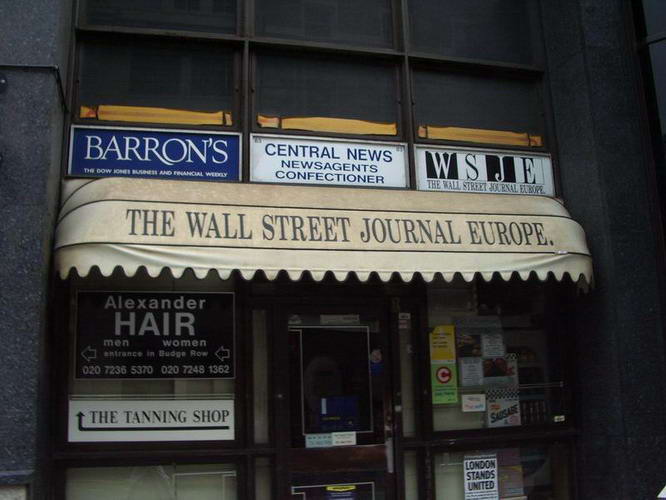 BARRON'S
THE DOW JONES BUSINESS AND FINANCIAL WEEKLY
CENTRAL NEWS
NEWSAGENTS
CONFECTIONER
WSJE
THE WALL STREET JOURNAL EUROPE.
THE WALL STREET JOURNAL EUROPE.
Alexander
HAIR
men women
entrance in Budge Row
020 7236 5370 020 7248 1362
THE TANNING SHOP
SAUSAGE
LONDON
STANDS
UNITED